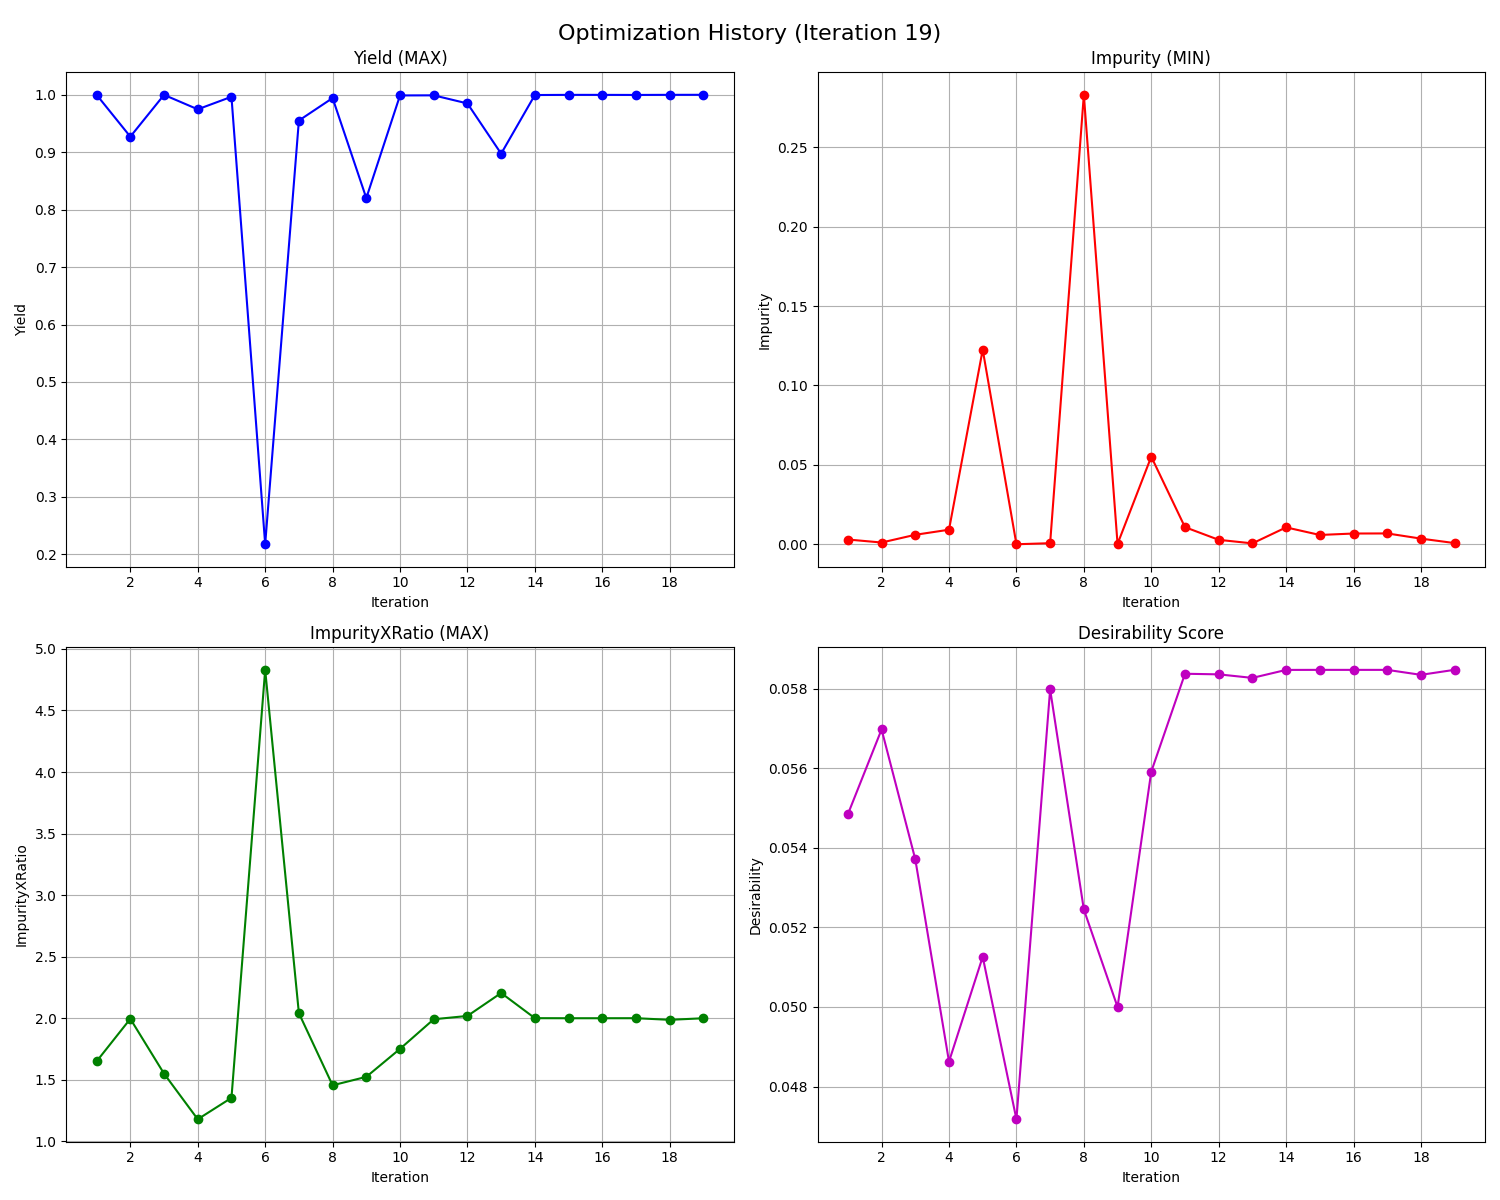 Optimization History (Iteration 19)
Yield (MAX)
1.0
0.9
0.8
0.7
0.6
0.5
0.4
0.3
0.2
Yield
2 4 6 8 10 12 14 16 18
Iteration
Impurity (MIN)
0.25
0.20
0.15
0.10
0.05
0.00
Impurity
2 4 6 8 10 12 14 16 18
Iteration
ImpurityXRatio (MAX)
5.0
4.5
4.0
3.5
3.0
2.5
2.0
1.5
1.0
ImpurityXRatio
2 4 6 8 10 12 14 16 18
Iteration
Desirability Score
0.058
0.056
0.054
0.052
0.050
0.048
Desirability
2 4 6 8 10 12 14 16 18
Iteration